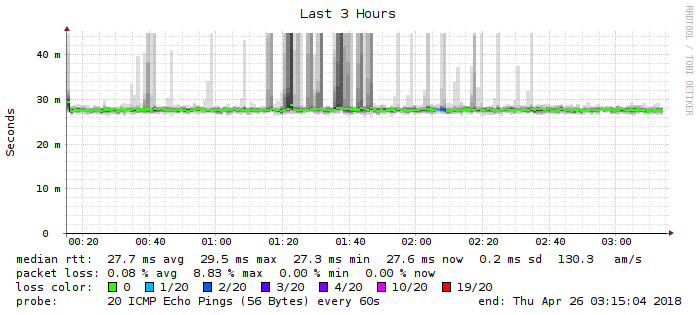 Last 3 Hours
RRDTOOL / TOBI OETIKER
Seconds
40 m
30 m
20 m
10 m
0
00:20 00:40 01:00 01:20 01:40 02:00 02:20 02:40 03:00
median rtt: 27.7 ms avg 29.5 ms max 27.3 ms min 27.6 ms now 0.2 ms sd 130.3 am/s
packet loss: 0.08 % avg 8.83 % max 0.00 % min 0.00 % now
loss color: 0 1/20 2/20 3/20 4/20 10/20 19/20
probe: 20 ICMP Echo Pings (56 Bytes) every 60s end: Thu Apr 26 03:15:04 2018